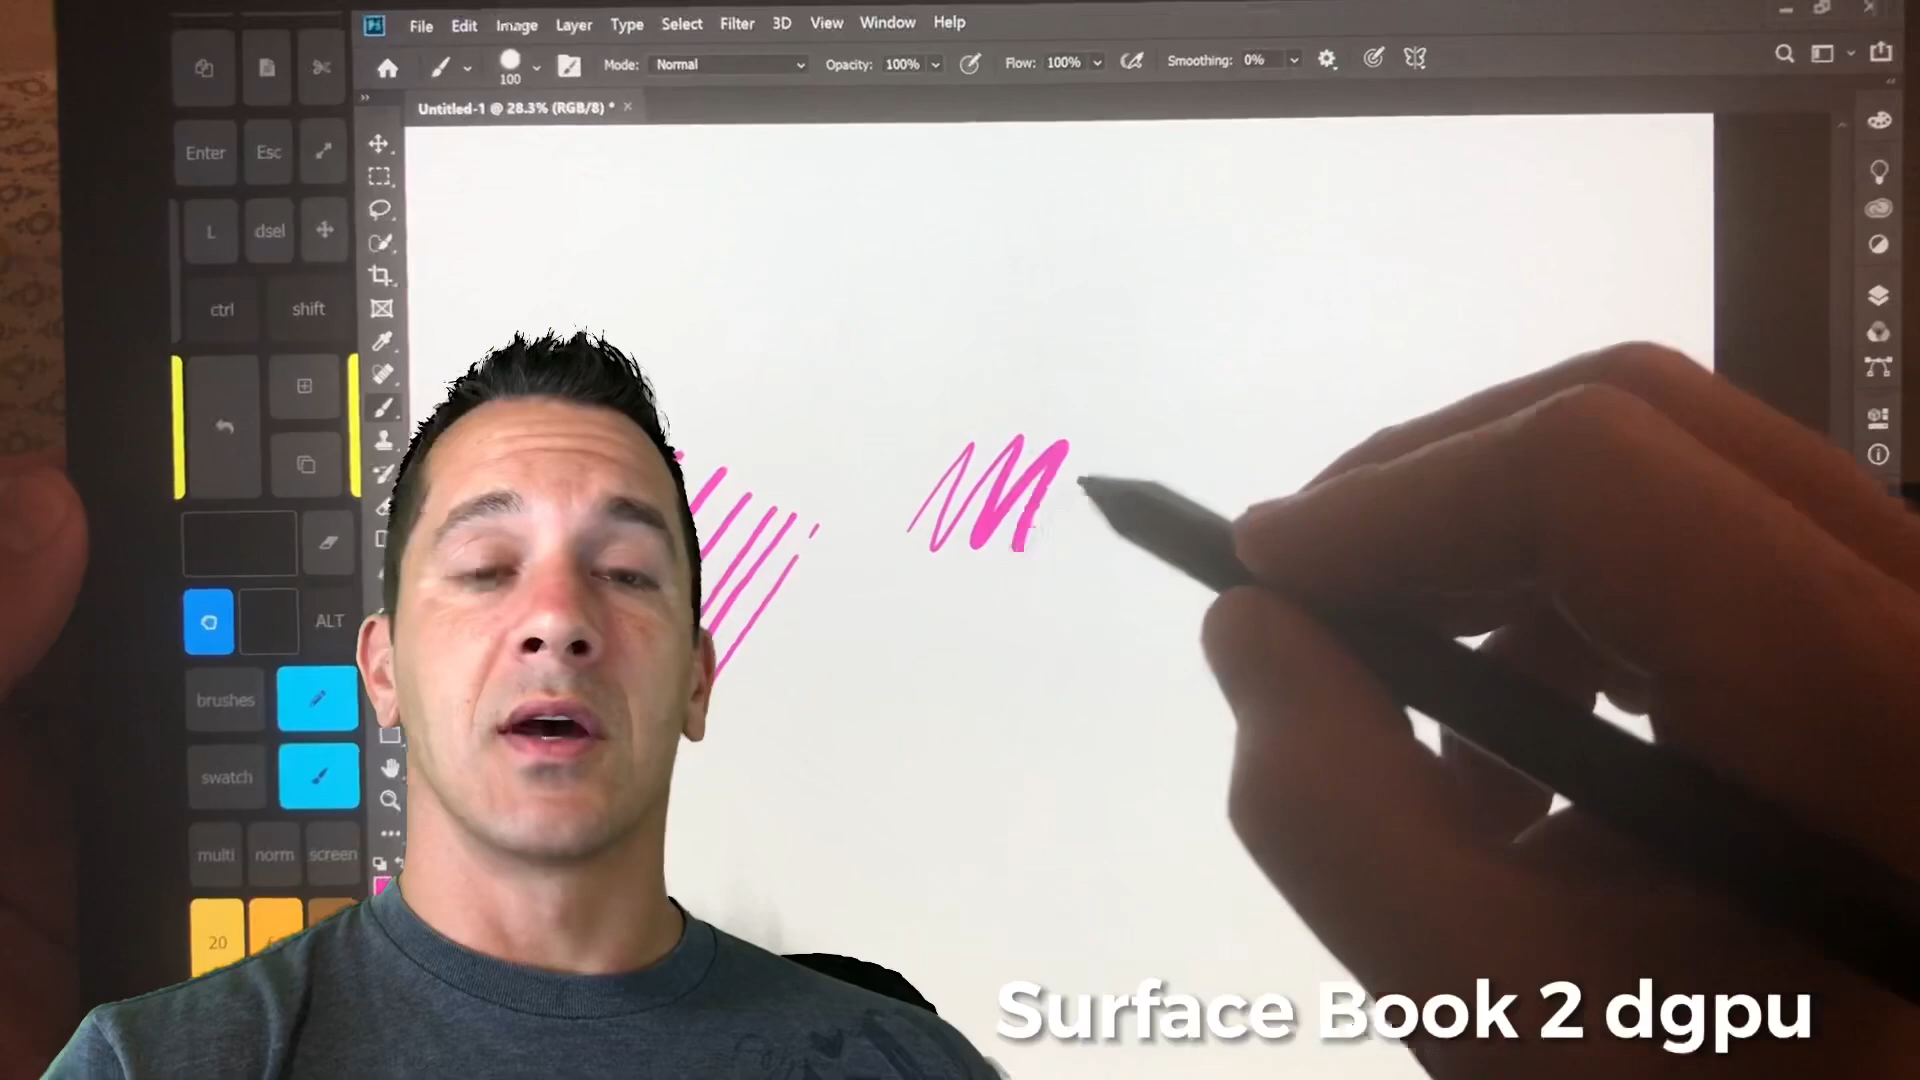 File Edit Image Layer Type Select Filter 3D View Window Help
100 Mode: Normal Opacity: 100% Flow: 100% Smoothing: 0%
Untitled-1 @ 28.3% (RGB/8) *
Enter Esc
L dsel
ctrl shift
ALT
brushes
swatch
multi norm screen
20
Surface Book 2 dgpu